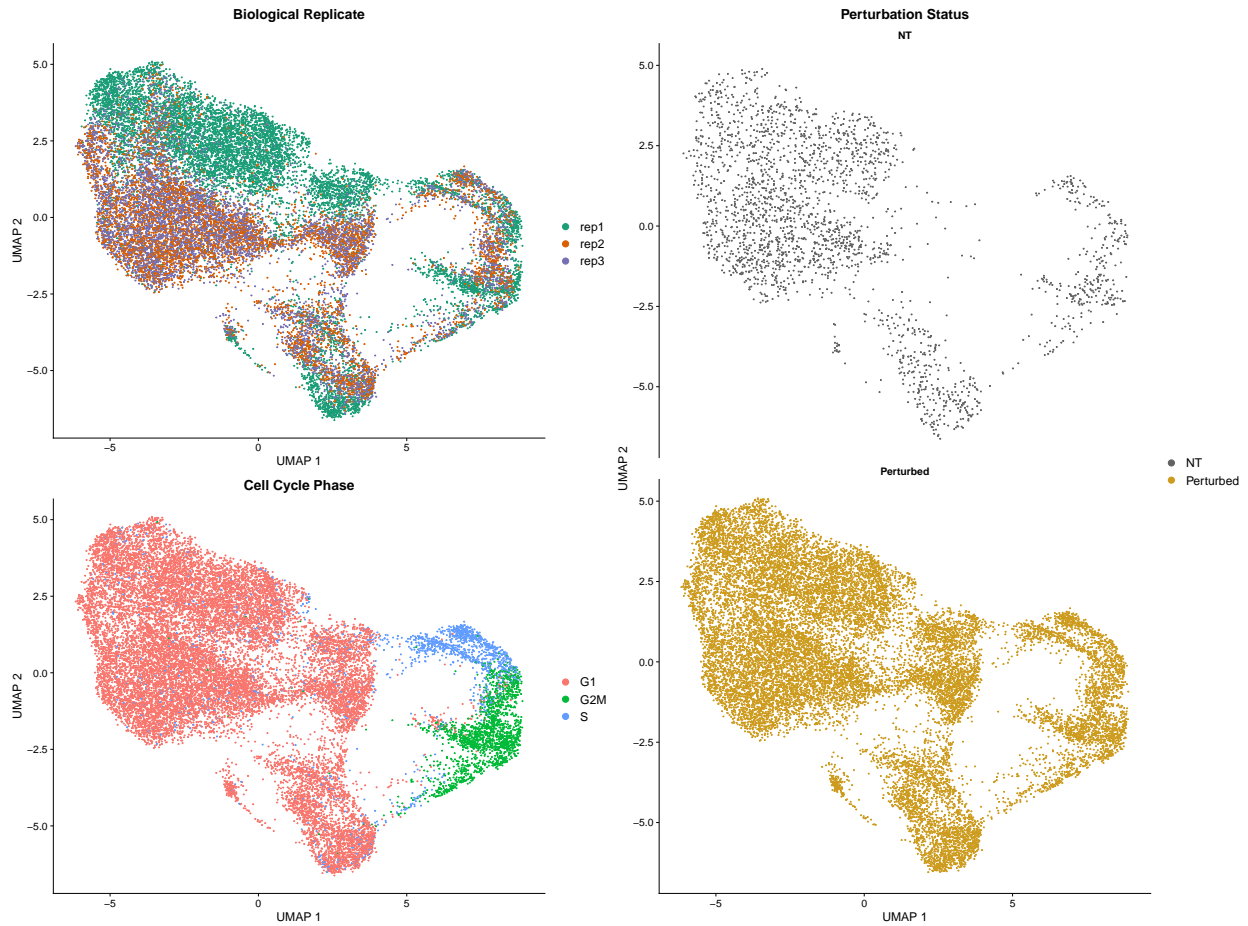 Biological Replicate
5.0
2.5
0.0
−2.5
−5.0
UMAP 2
−5
0
5
UMAP 1
rep1
rep2
rep3
Perturbation Status
NT
5.0
2.5
0.0
−2.5
−5.0
UMAP 2
Perturbed
5.0
2.5
0.0
−2.5
−5.0
−5
0
5
UMAP 1
NT
Perturbed
Cell Cycle Phase
5.0
2.5
0.0
−2.5
−5.0
UMAP 2
−5
0
5
UMAP 1
G1
G2M
S